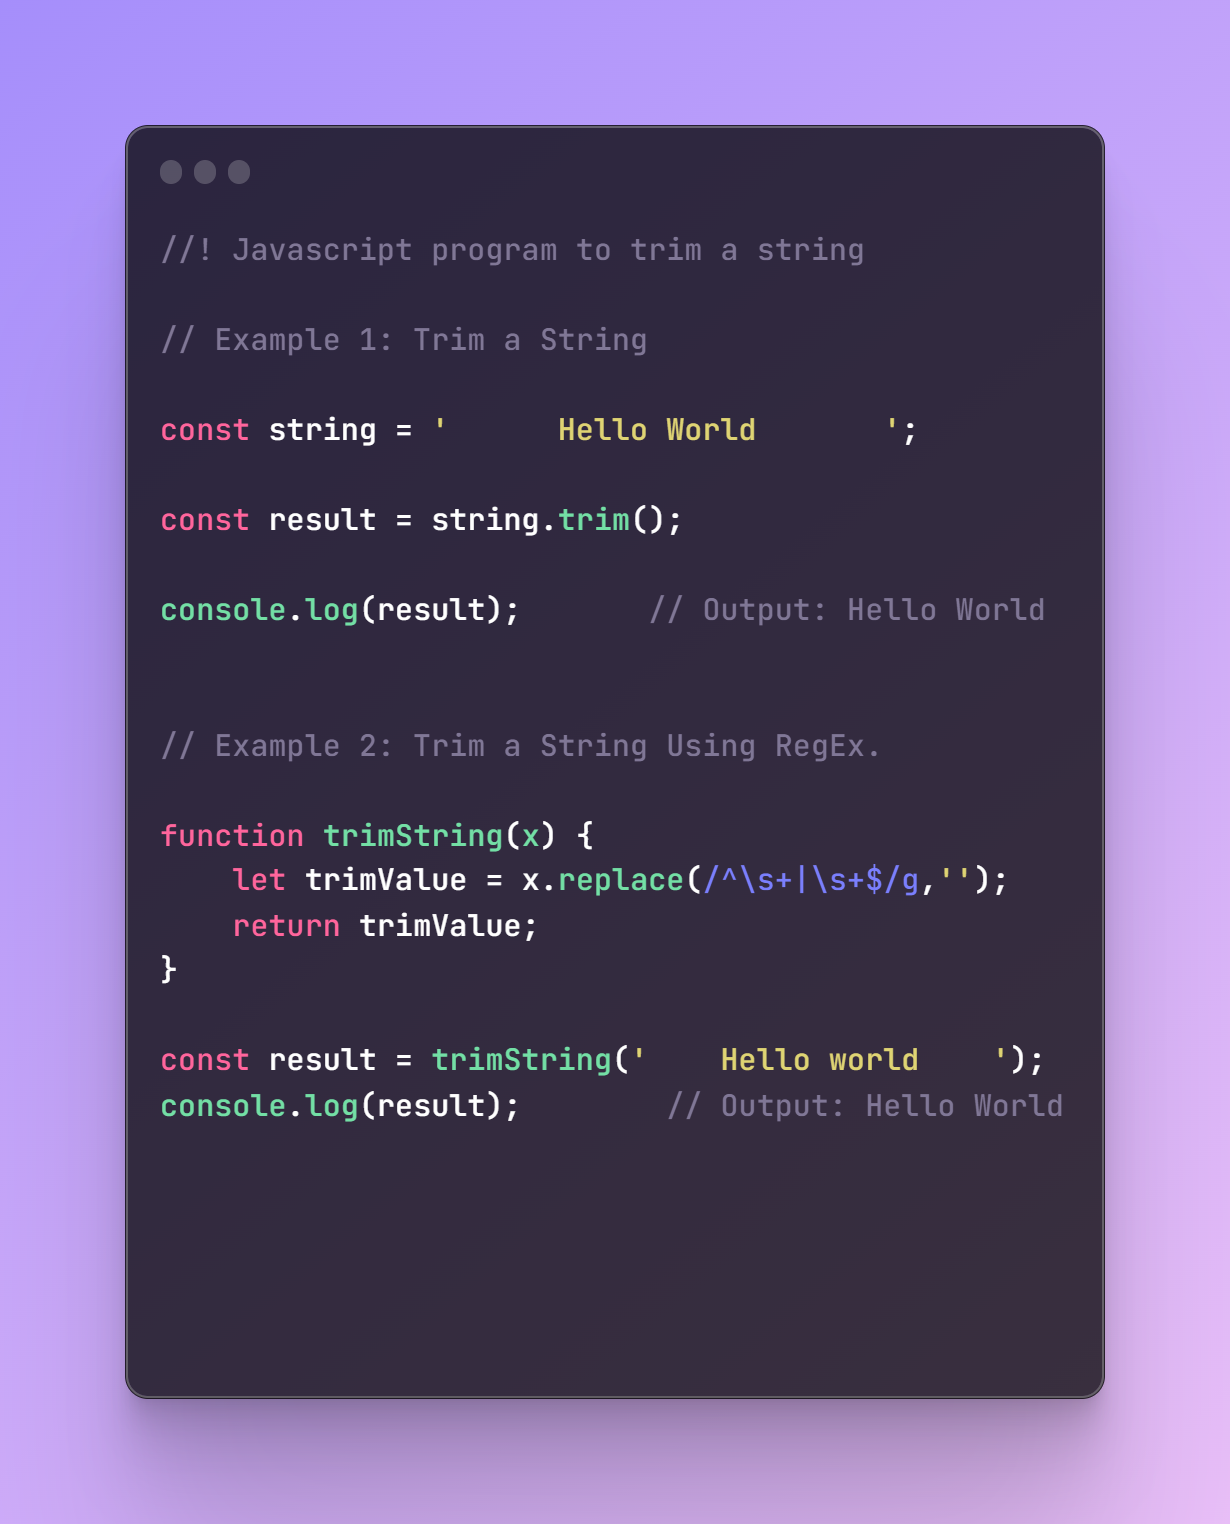 //! Javascript program to trim a string
// Example 1: Trim a String
const string = '      Hello World       ';
const result = string.trim();
console.log(result);       // Output: Hello World
// Example 2: Trim a String Using RegEx.
function trimString(x) {
    let trimValue = x.replace(/^\s+|\s+$/g,'');
    return trimValue;
}
const result = trimString('    Hello world    ');
console.log(result);        // Output: Hello World